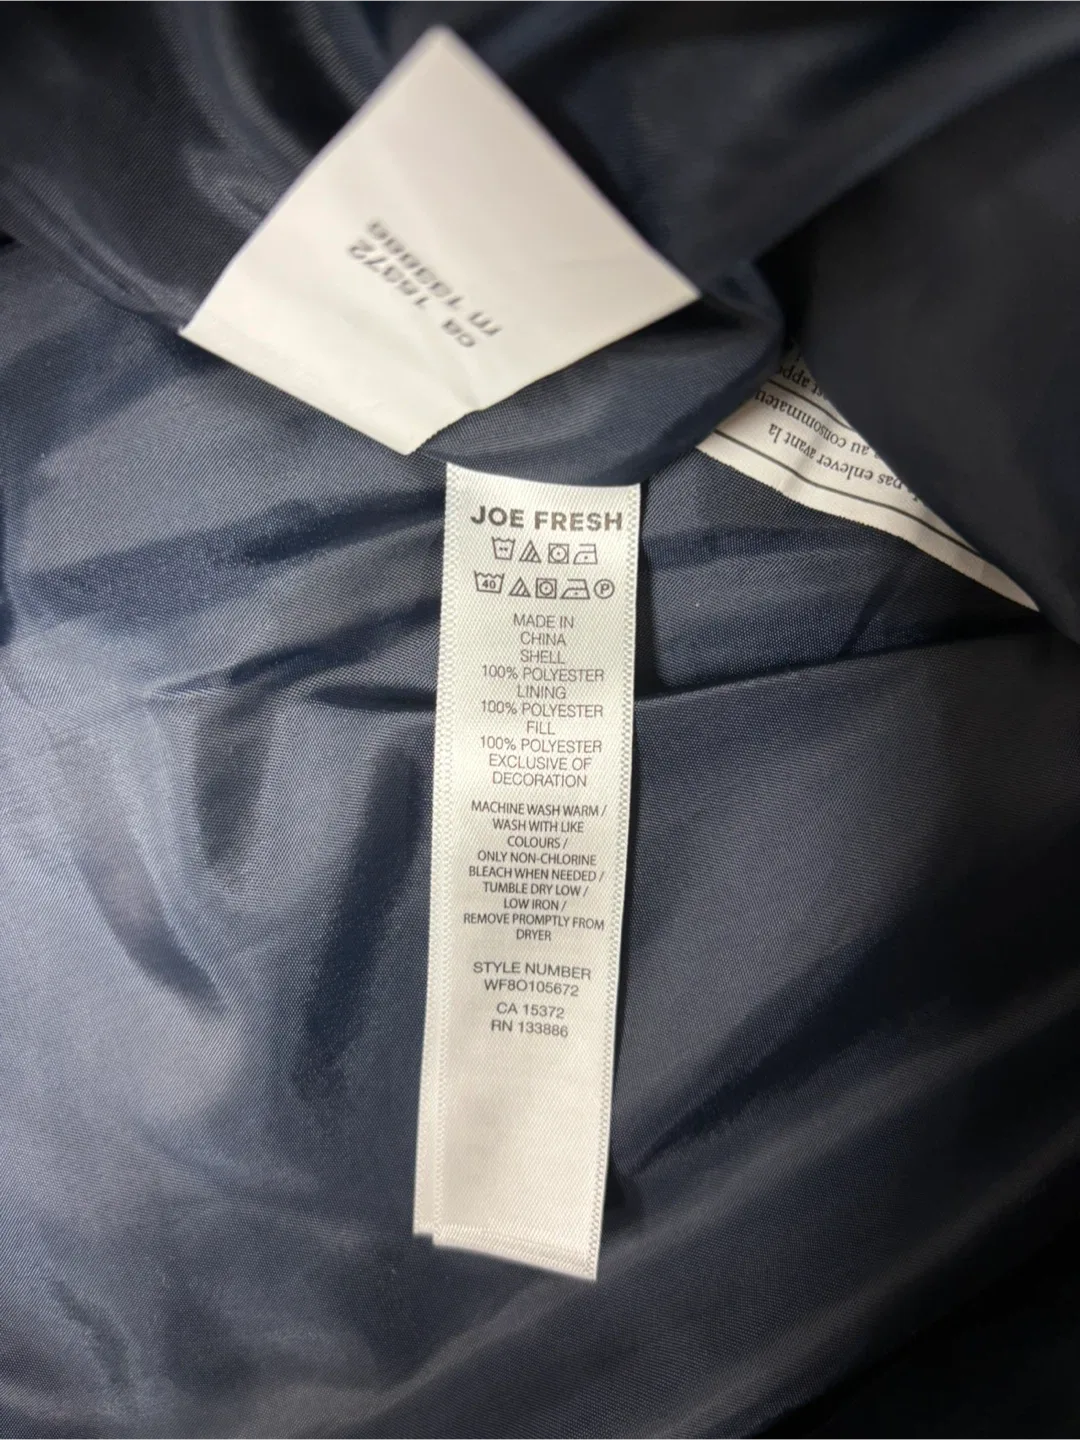 CA 15372
rn 133886
JOE FRESH
40 P
MADE IN
CHINA
SHELL
100% POLYESTER
LINING
100% POLYESTER
FILL
100% POLYESTER
EXCLUSIVE OF
DECORATION
MACHINE WASH WARM /
WASH WITH LIKE
COLOURS /
ONLY NON-CHLORINE
BLEACH WHEN NEEDED /
TUMBLE DRY LOW /
LOW IRON /
REMOVE PROMPTLY FROM
DRYER
STYLE NUMBER
WF8O105672
CA 15372
RN 133886
pas enlever avant la
au consommateur